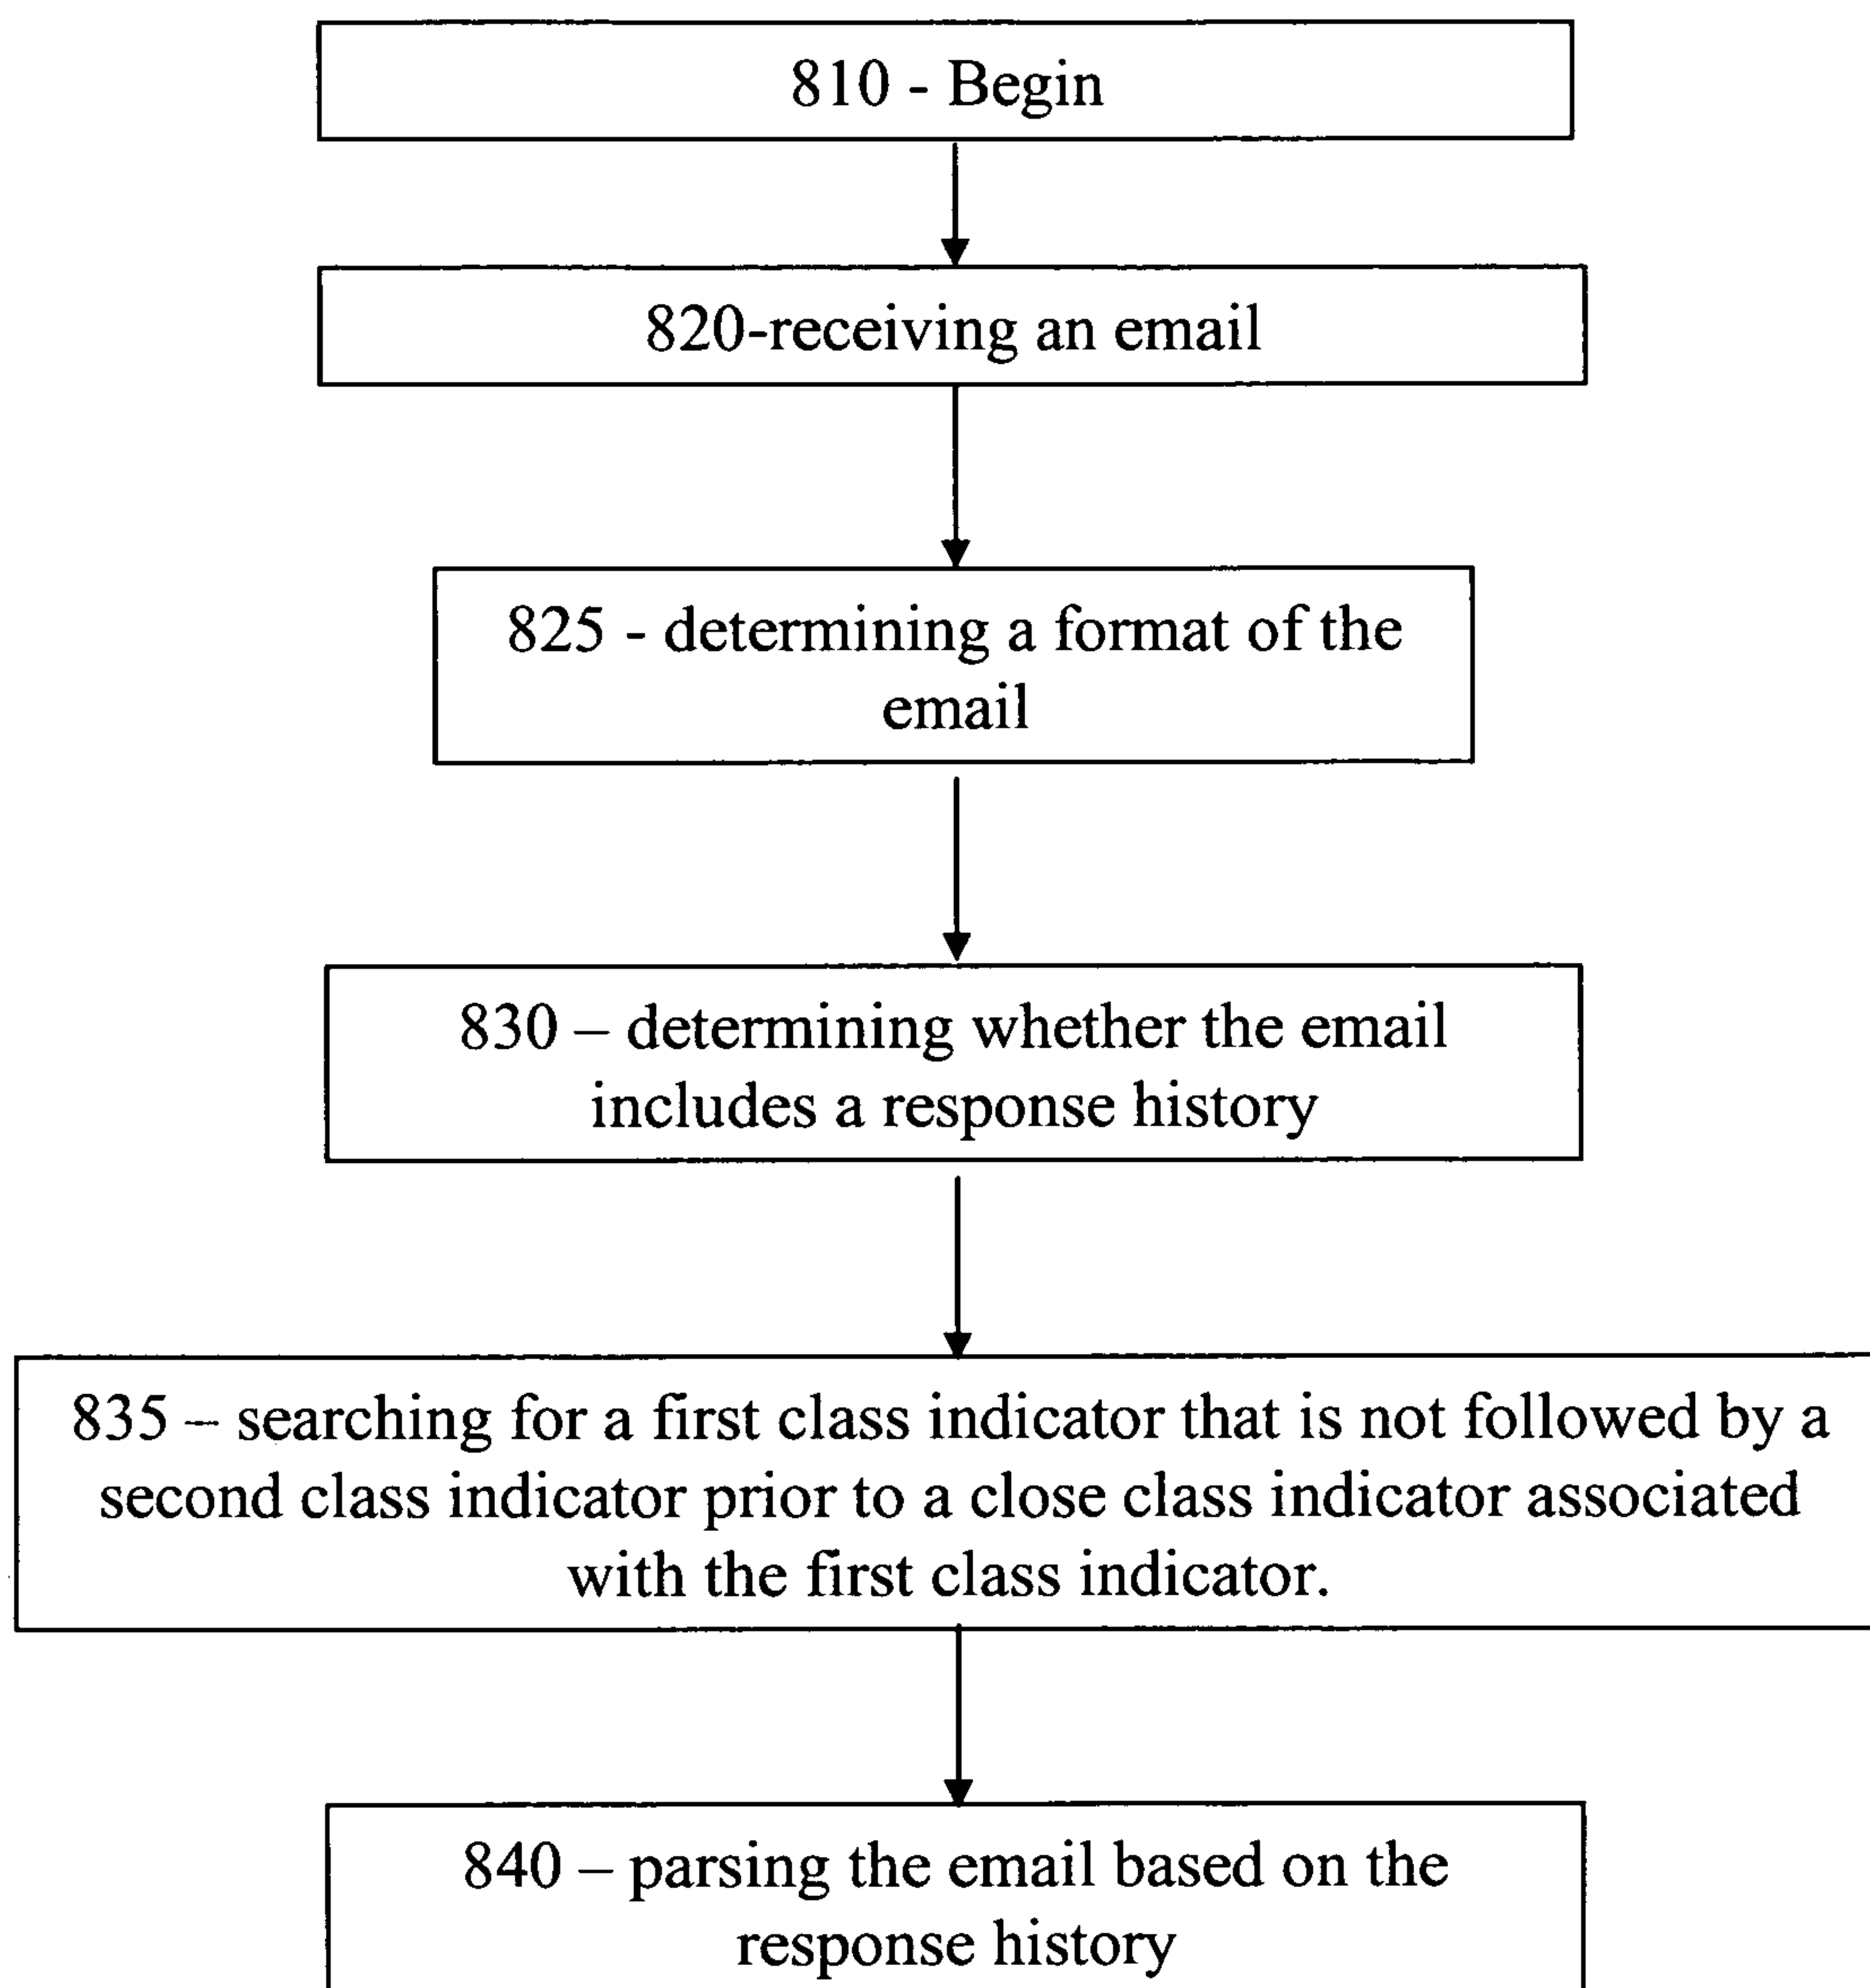 810 - Begin
820-receiving an email
825 - determining a format of the
email
830 – determining whether the email
includes a response history
835 – searching for a first class indicator that is not followed by a
second class indicator prior to a close class indicator associated
with the first class indicator.
840 – parsing the email based on the
response history